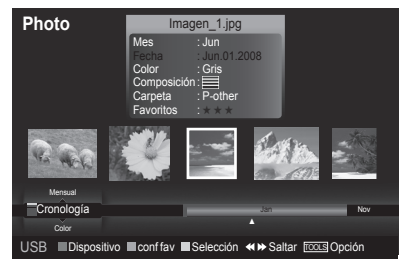 Photo
Imagen_1.jpg
Mes : Jun
Fecha : Jun.01.2008
Color : Gris
Composición :
Carpeta : P-other
Favoritos : ★ ★ ★
Mensual
Cronología
Jan Nov
Color
USB Dispositivo conf fav Selección Saltar TOOLS Opción